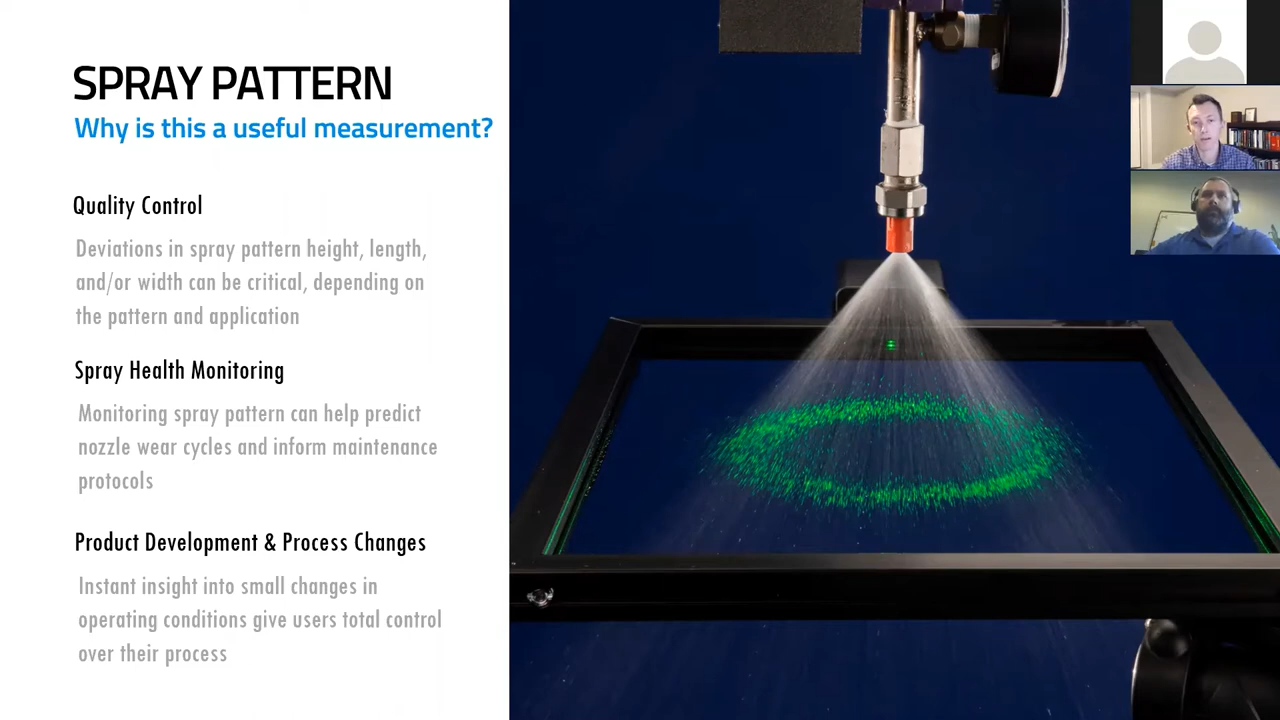 SPRAY PATTERN
Why is this a useful measurement?
Quality Control
Deviations in spray pattern height, length,
and/or width can be critical, depending on
the pattern and application
Spray Health Monitoring
Monitoring spray pattern can help predict
nozzle wear cycles and inform maintenance
protocols
Product Development & Process Changes
Instant insight into small changes in
operating conditions give users total control
over their process